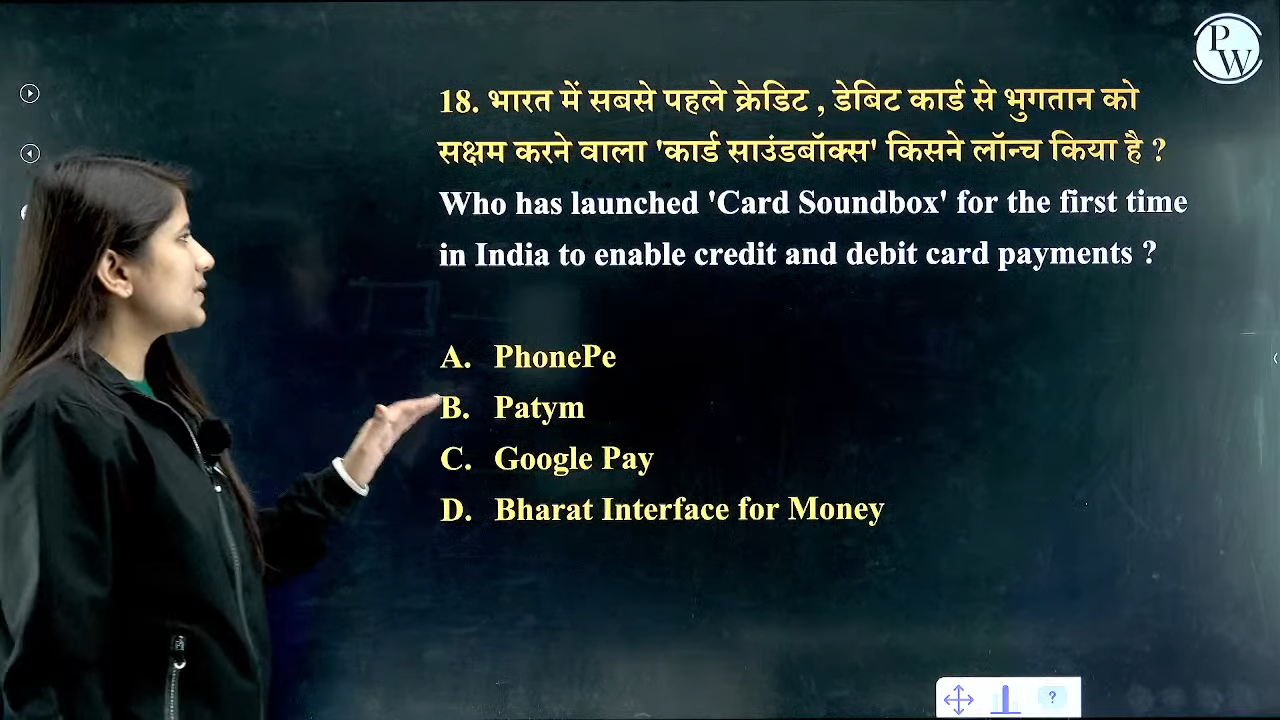 PW
18. भारत में सबसे पहले क्रेडिट , डेबिट कार्ड से भुगतान को
सक्षम करने वाला 'कार्ड साउंडबॉक्स' किसने लॉन्च किया है ?
Who has launched 'Card Soundbox' for the first time
in India to enable credit and debit card payments ?
A. PhonePe
B. Patym
C. Google Pay
D. Bharat Interface for Money
?